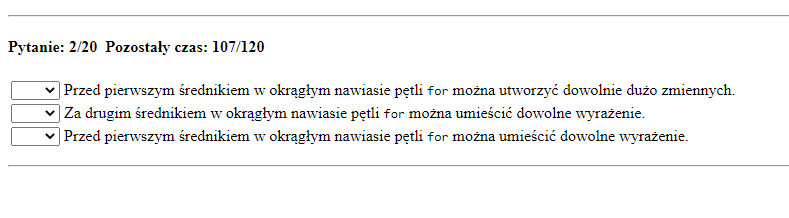 Pytanie: 2/20 Pozostały czas: 107/120
Przed pierwszym średnikiem w okrągłym nawiasie pętli for można utworzyć dowolnie dużo zmiennych.
Za drugim średnikiem w okrągłym nawiasie pętli for można umieścić dowolne wyrażenie.
Przed pierwszym średnikiem w okrągłym nawiasie pętli for można umieścić dowolne wyrażenie.